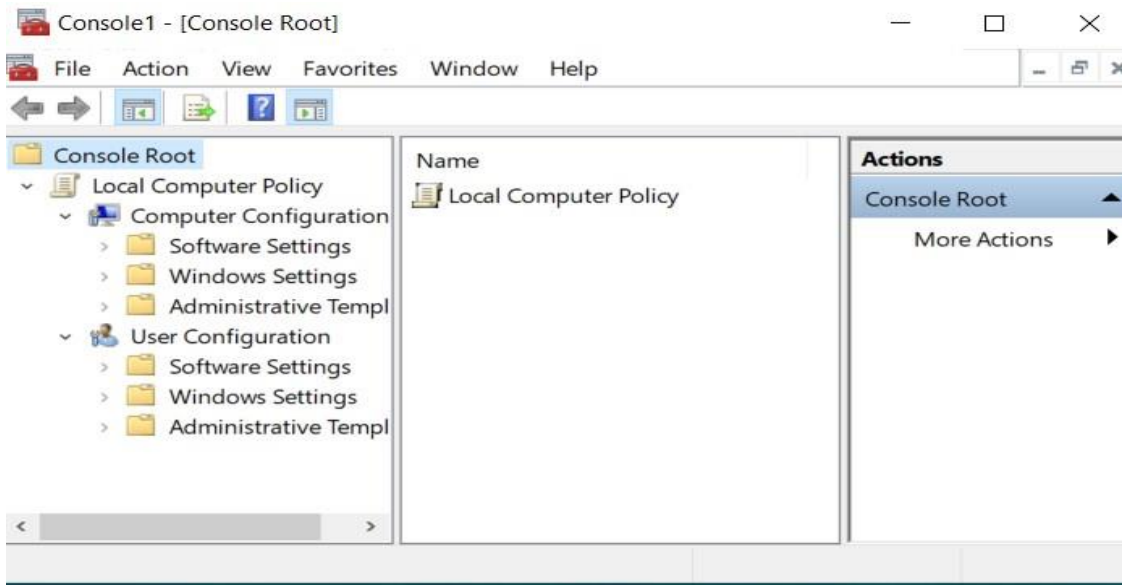 Console1 - [Console Root]
File Action View Favorites Window Help
Console Root
Local Computer Policy
Computer Configuration
Software Settings
Windows Settings
Administrative Templ
User Configuration
Software Settings
Windows Settings
Administrative Templ
Name
Local Computer Policy
Actions
Console Root
More Actions